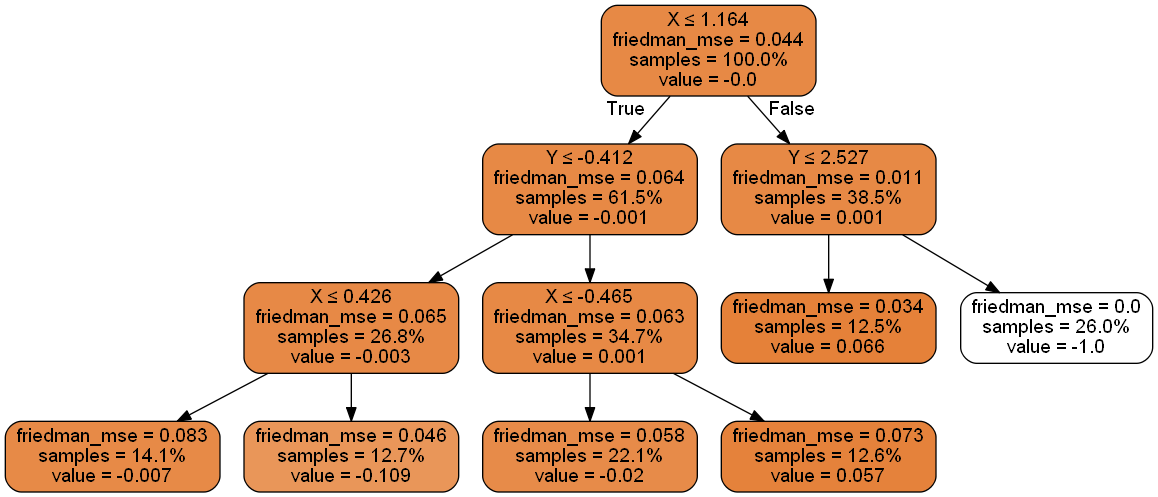 X ≤ 1.164
friedman_mse = 0.044
samples = 100.0%
value = -0.0
True
False
Y ≤ -0.412
friedman_mse = 0.064
samples = 61.5%
value = -0.001
Y ≤ 2.527
friedman_mse = 0.011
samples = 38.5%
value = 0.001
X ≤ 0.426
friedman_mse = 0.065
samples = 26.8%
value = -0.003
X ≤ -0.465
friedman_mse = 0.063
samples = 34.7%
value = 0.001
friedman_mse = 0.034
samples = 12.5%
value = 0.066
friedman_mse = 0.0
samples = 26.0%
value = -1.0
friedman_mse = 0.083
samples = 14.1%
value = -0.007
friedman_mse = 0.046
samples = 12.7%
value = -0.109
friedman_mse = 0.058
samples = 22.1%
value = -0.02
friedman_mse = 0.073
samples = 12.6%
value = 0.057